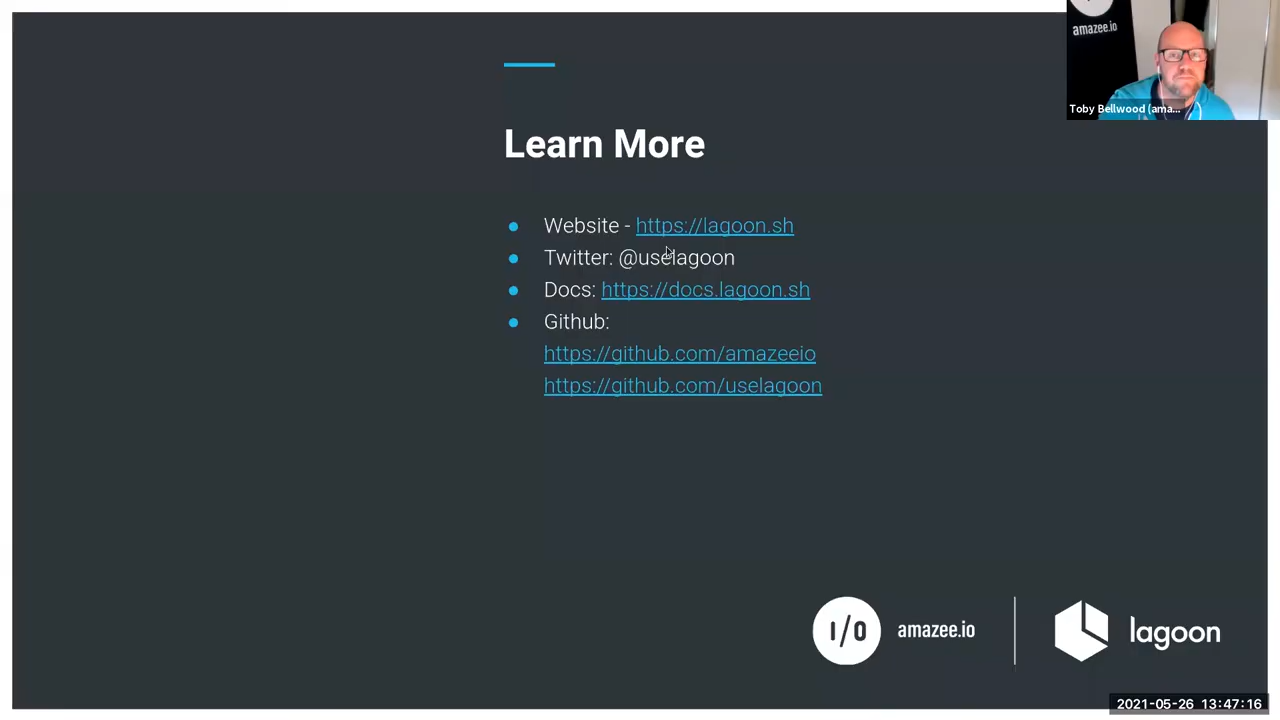 amazee.io
Toby Bellwood (ama...
Learn More
Website - https://lagoon.sh
Twitter: @uselagoon
Docs: https://docs.lagoon.sh
Github:
https://github.com/amazeeio
https://github.com/uselagoon
I/O amazee.io
lagoon
2021-05-26 13:47:16